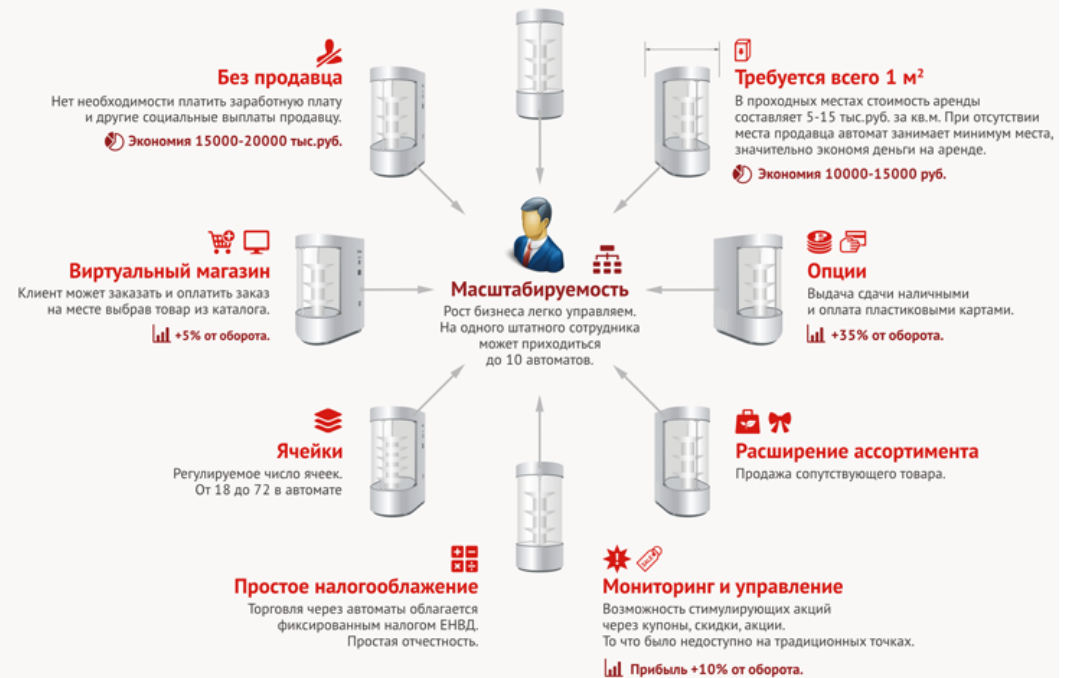 Без продавца
Нет необходимости платить заработную плату
и другие социальные выплаты продавцу.
Экономия 15000-20000 тыс.руб.
Требуется всего 1 м²
В проходных местах стоимость аренды
составляет 5-15 тыс.руб. за кв.м. При отсутствии
места продавца автомат занимает минимум места,
значительно экономя деньги на аренде.
Экономия 10000-15000 руб.
Виртуальный магазин
Клиент может заказать и оплатить заказ
на месте выбрав товар из каталога.
+5% от оборота.
Масштабируемость
Рост бизнеса легко управляем.
На одного штатного сотрудника
может приходиться
до 10 автоматов.
Опции
Выдача сдачи наличными
и оплата пластиковыми картами.
+35% от оборота.
Ячейки
Регулируемое число ячеек.
От 18 до 72 в автомате
Расширение ассортимента
Продажа сопутствующего товара.
Простое налогооблажение
Торговля через автоматы облагается
фиксированным налогом ЕНВД.
Простая отчестность.
SALE
Мониторинг и управление
Возможность стимулирующих акций
через купоны, скидки, акции.
То что было недоступно на традиционных точках.
Прибыль +10% от оборота.